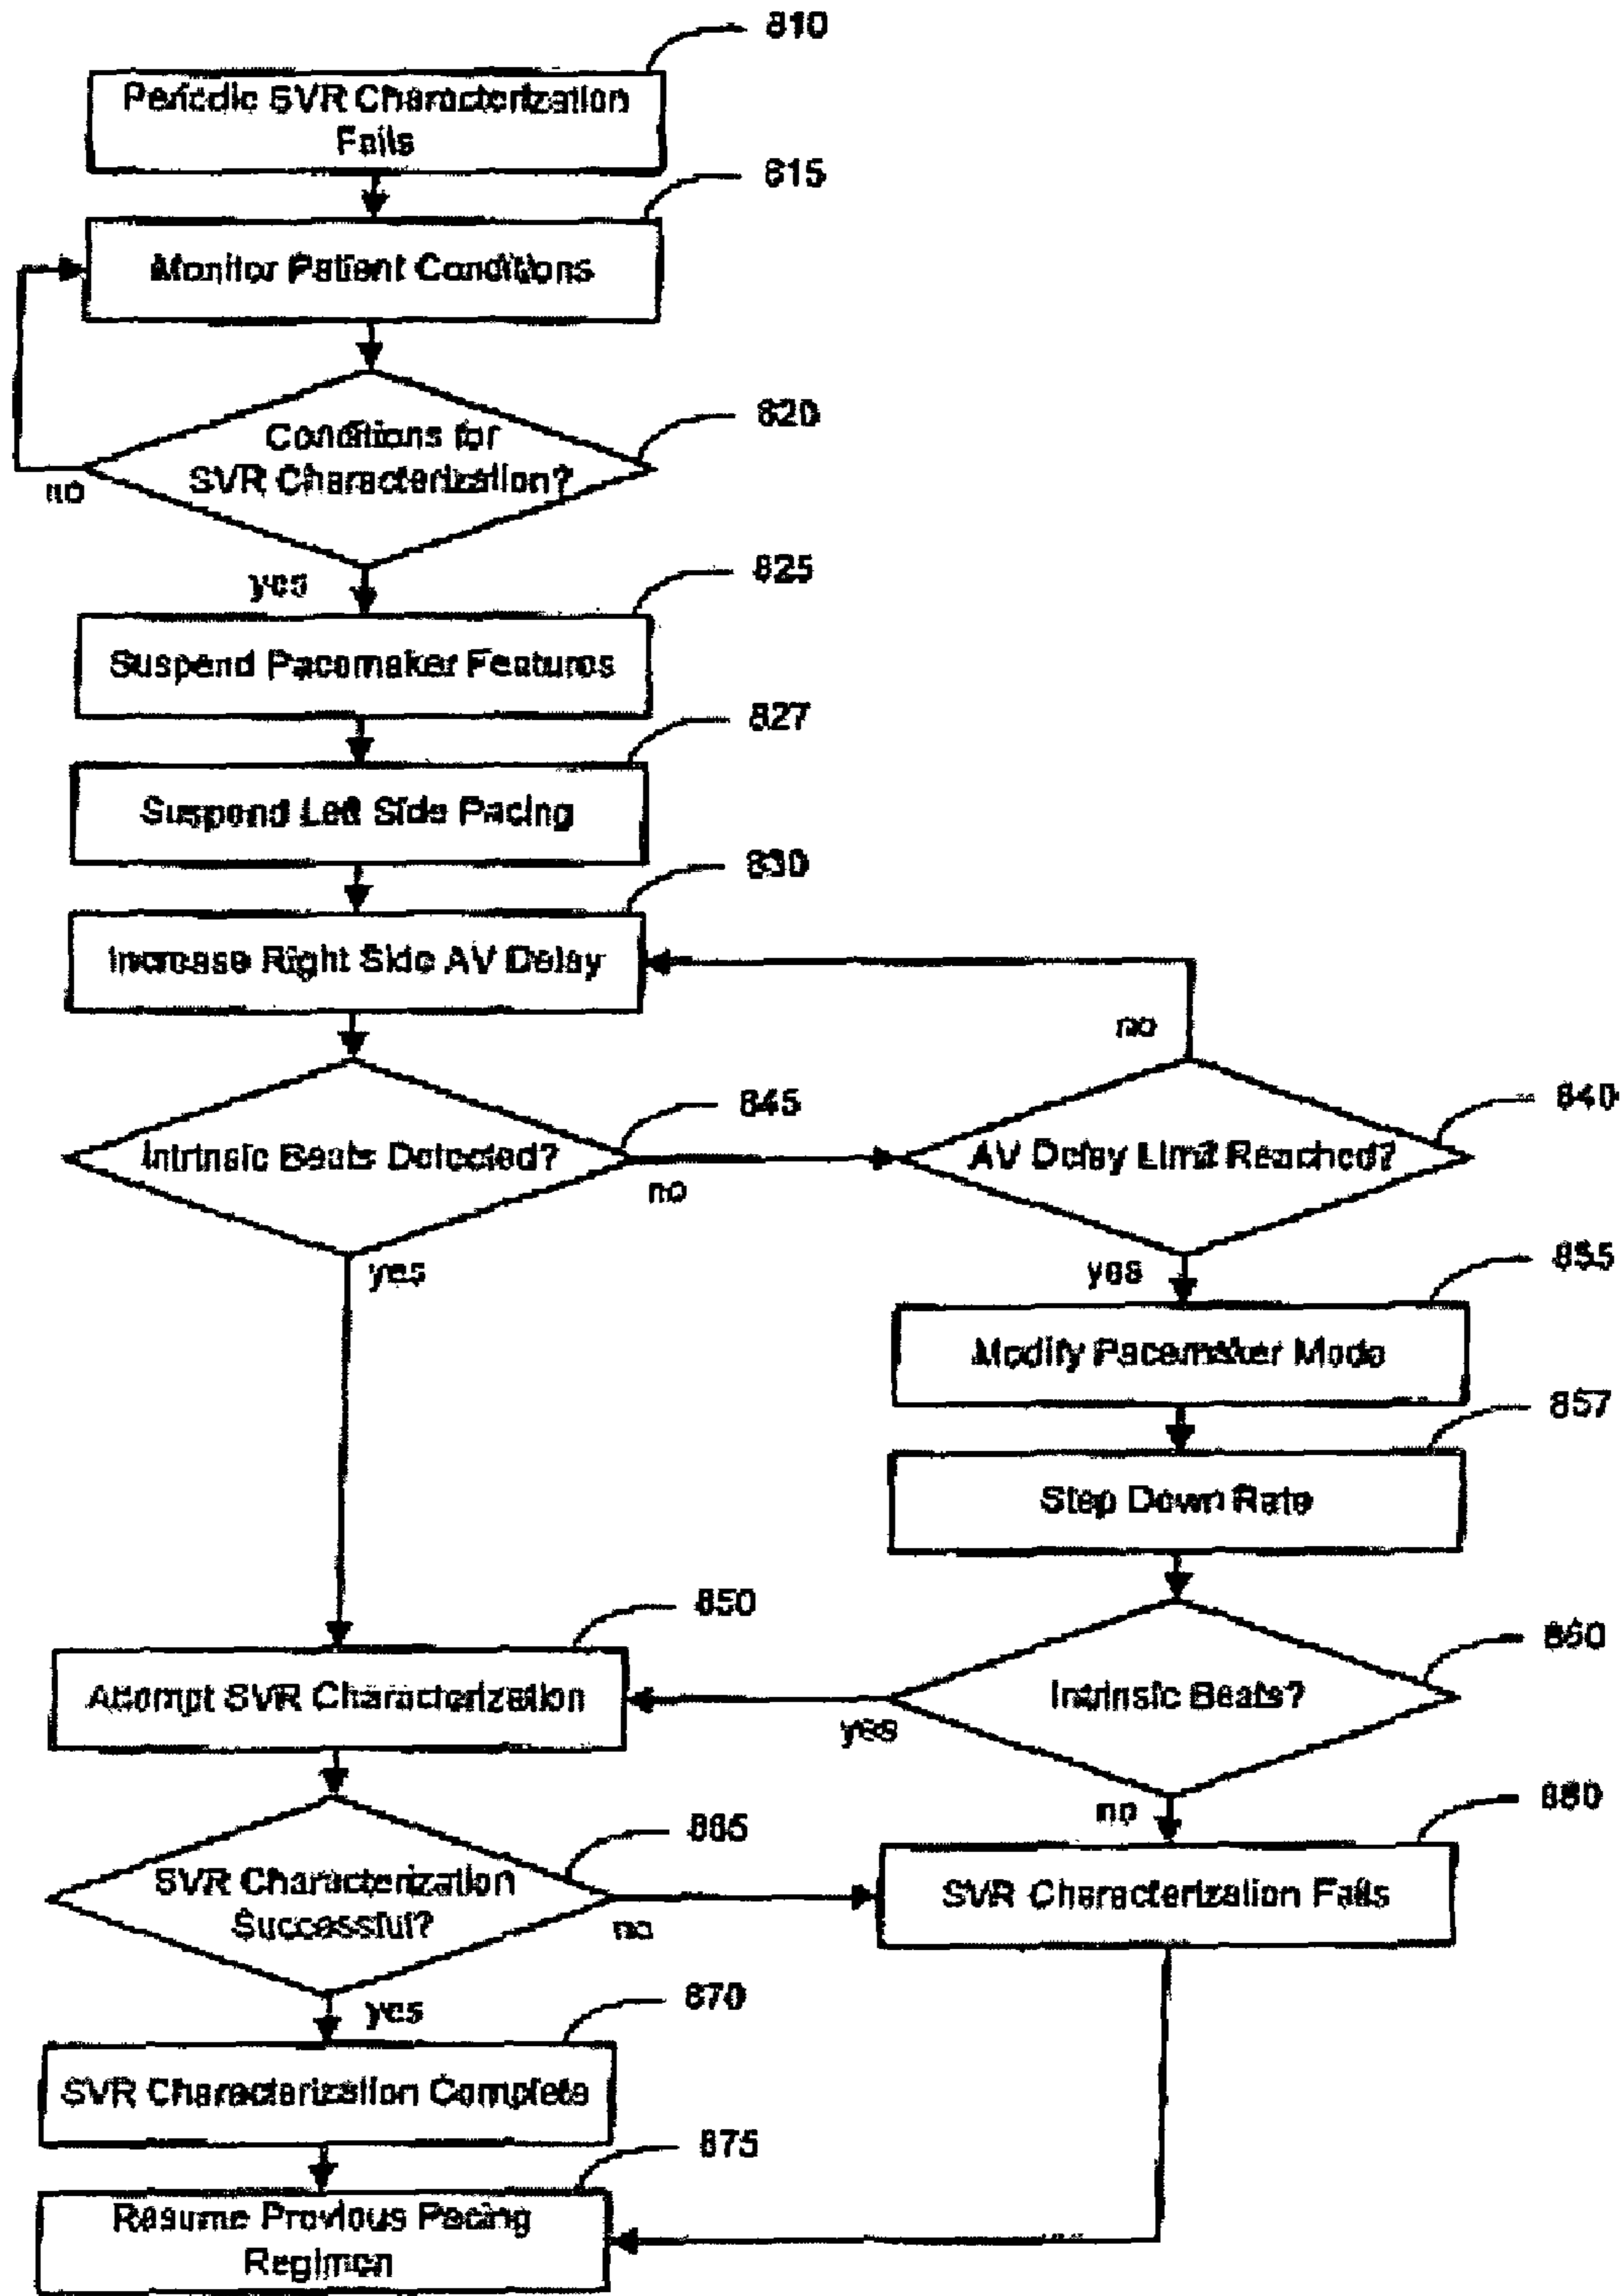 810
Periodic SVR Characterization
Fails
815
Monitor Patient Conditions
820
Conditions for
SVR Characterization?
no
yes
825
Suspend Pacemaker Features
827
Suspend Left Side Pacing
830
Increase Right Side AV Delay
no
845
840
Intrinsic Beats Detected?
AV Delay Limit Reached?
no
yes
yes
855
Modify Pacemaker Mode
857
Step Down Rate
850
860
Attempt SVR Characterization
Intrinsic Beats?
yes
no
865
880
SVR Characterization
Successful?
SVR Characterization Fails
no
yes
870
SVR Characterization Complete
875
Resume Previous Pacing
Regimen